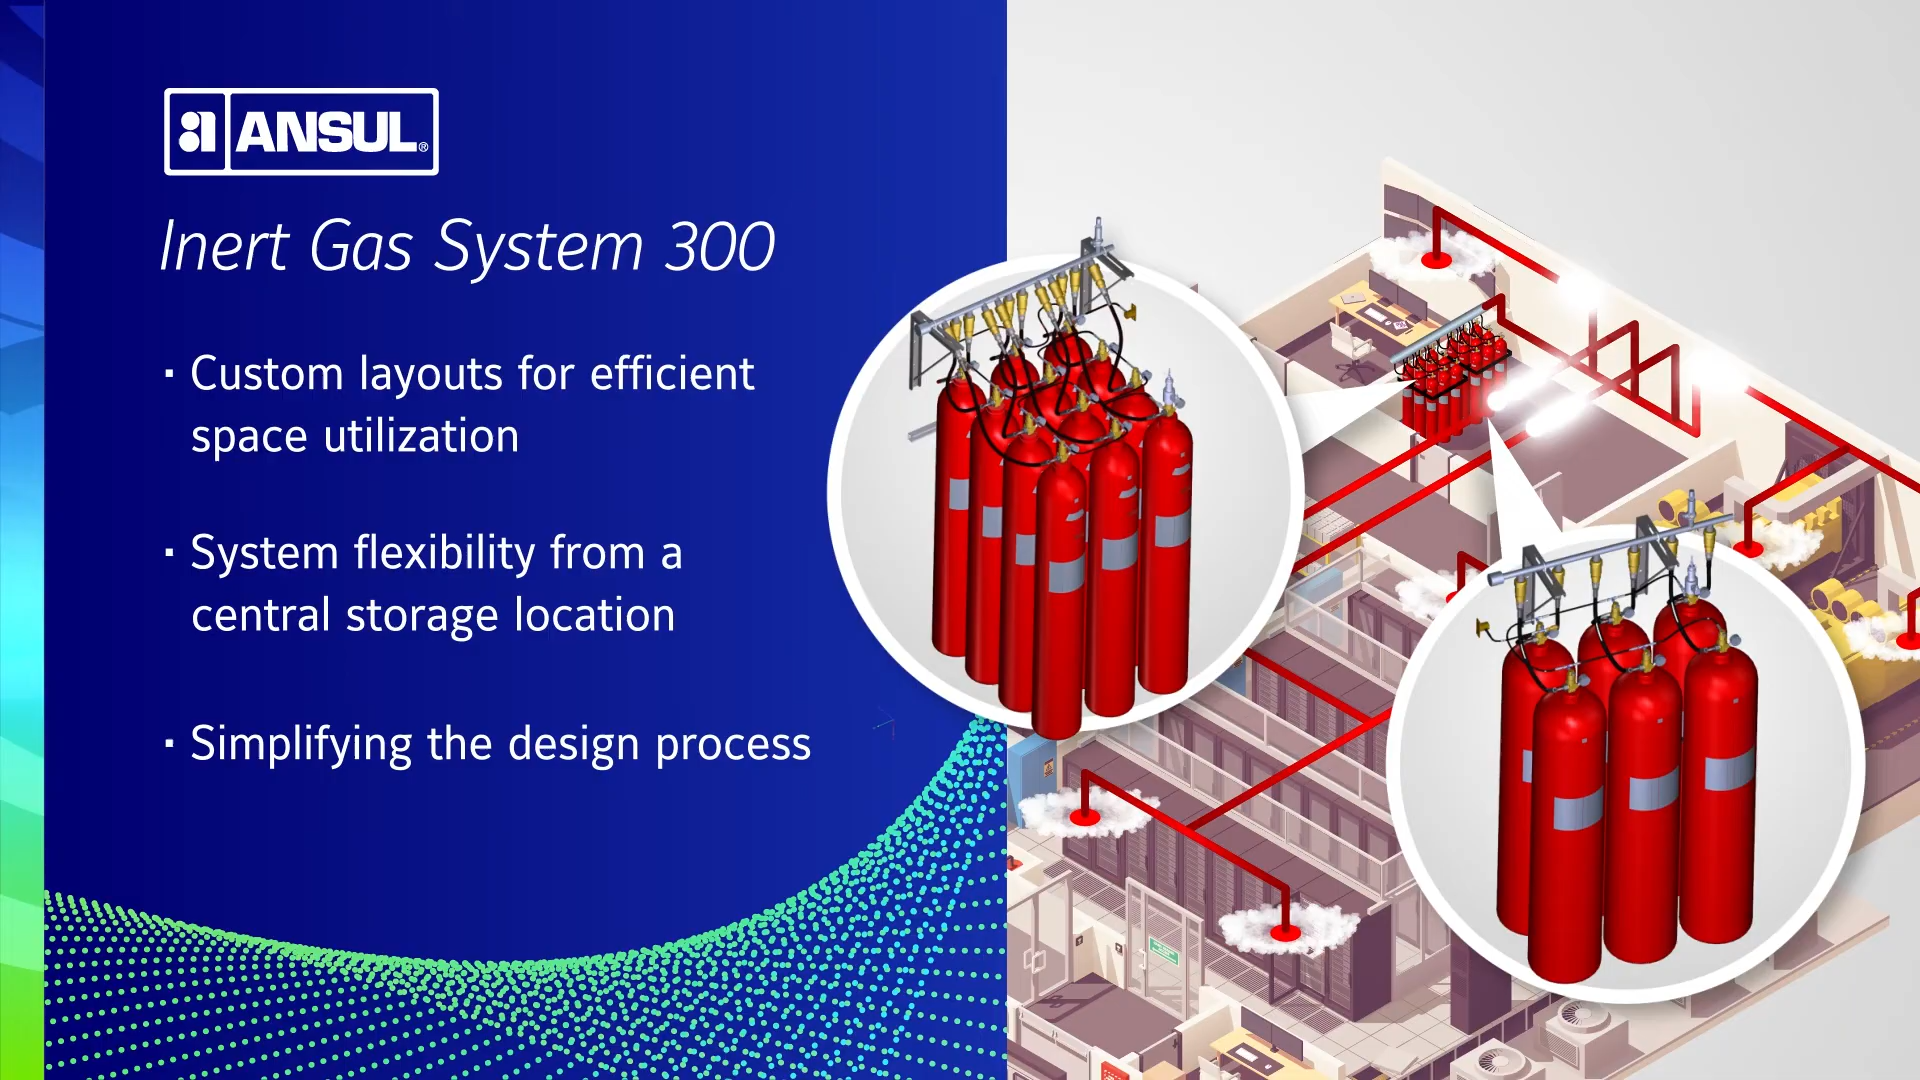 ANSUL®
Inert Gas System 300
· Custom layouts for efficient
space utilization
· System flexibility from a
central storage location
· Simplifying the design process